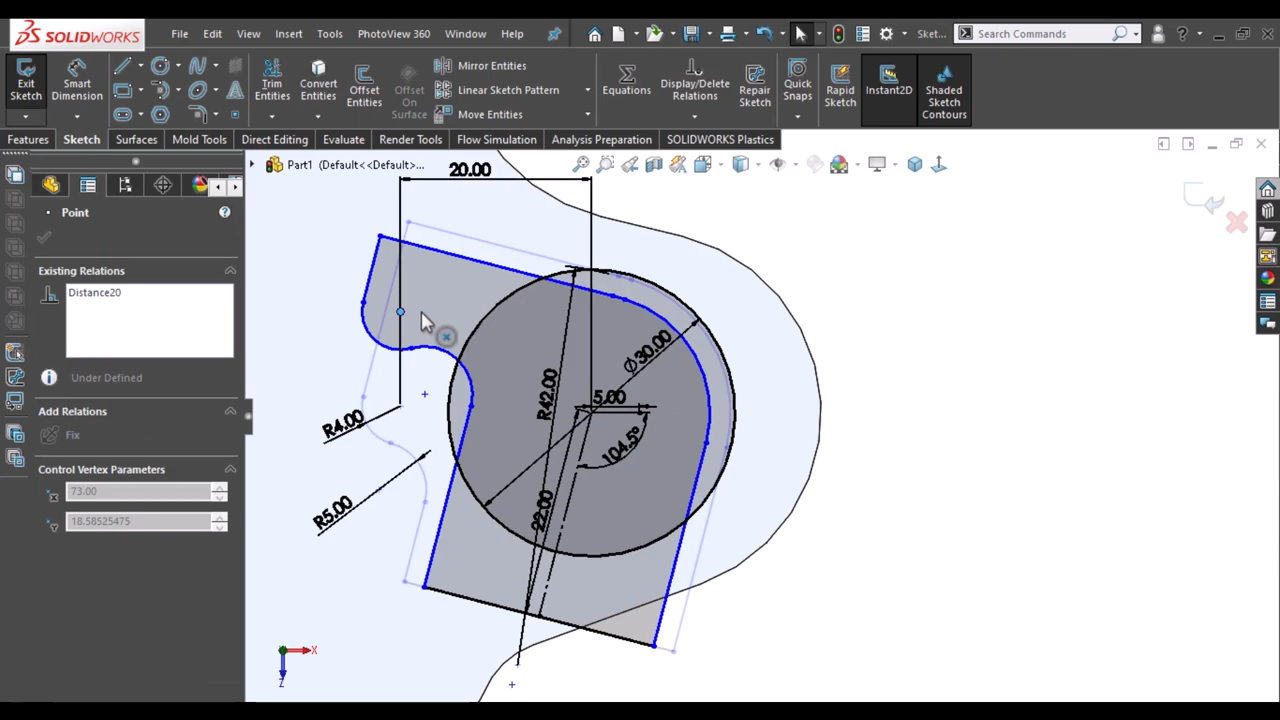 SOLIDWORKS
File Edit View Insert Tools PhotoView 360 Window Help Sket... Search Commands
Exit Sketch
Smart Dimension
Trim Entities
Convert Entities
Offset Entities
Offset On Surface
Mirror Entities
Linear Sketch Pattern
Move Entities
Equations
Display/Delete Relations
Repair Sketch
Quick Snaps
Rapid Sketch
Instant2D
Shaded Sketch Contours
Features Sketch Surfaces Mold Tools Direct Editing Render Tools Evaluate Flow Simulation Analysis Preparation SOLIDWORKS Plastics
Part1 (Default<<Default>...
Point
Existing Relations
Distance20
Under Defined
Add Relations
Fix
Control Vertex Parameters
73.00
18.58525475
20.00
Ø30.00
R42.00
5.00
104.5°
R4.00
R5.00
22.00
X
Z